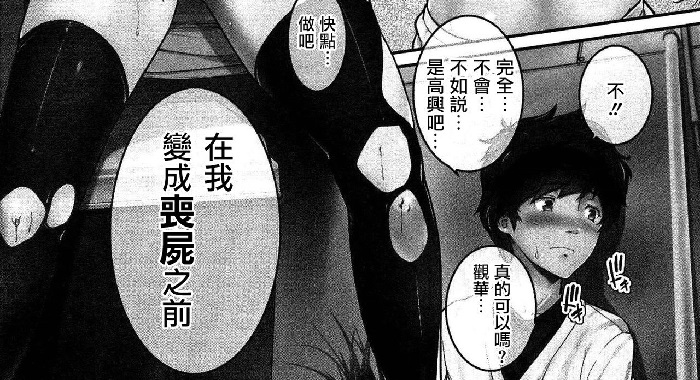 不!!
完全…
不會…
不如說…
是高興吧…
真的可以嗎?
觀華…
快點…
做吧
在我
變成喪屍之前